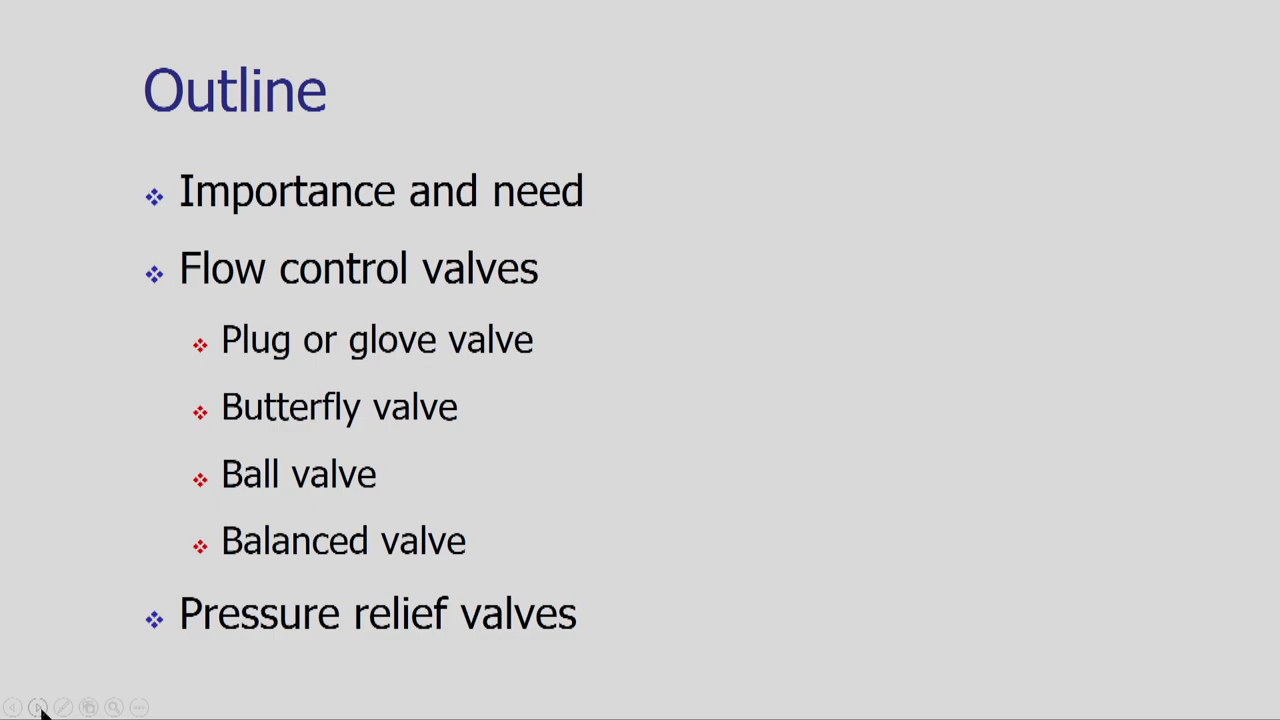 Outline
Importance and need
Flow control valves
Plug or glove valve
Butterfly valve
Ball valve
Balanced valve
Pressure relief valves